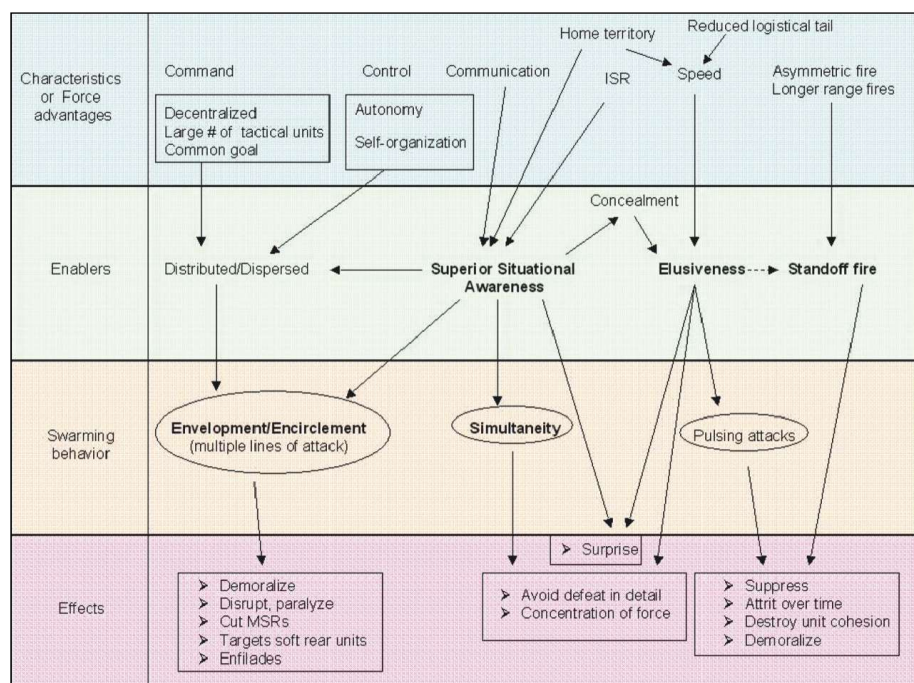 Characteristics
or Force
advantages
Command
Decentralized
Large # of tactical units
Common goal
Control
Autonomy
Self-organization
Communication
Home territory
ISR
Reduced logistical tail
Speed
Asymmetric fire
Longer range fires
Enablers
Distributed/Dispersed
Superior Situational
Awareness
Concealment
Elusiveness
Standoff fire
Swarming
behavior
Envelopment/Encirclement
(multiple lines of attack)
Simultaneity
Pulsing attacks
Effects
➢ Demoralize
➢ Disrupt, paralyze
➢ Cut MSRs
➢ Targets soft rear units
➢ Enfilades
➢ Surprise
➢ Avoid defeat in detail
➢ Concentration of force
➢ Suppress
➢ Attrit over time
➢ Destroy unit cohesion
➢ Demoralize